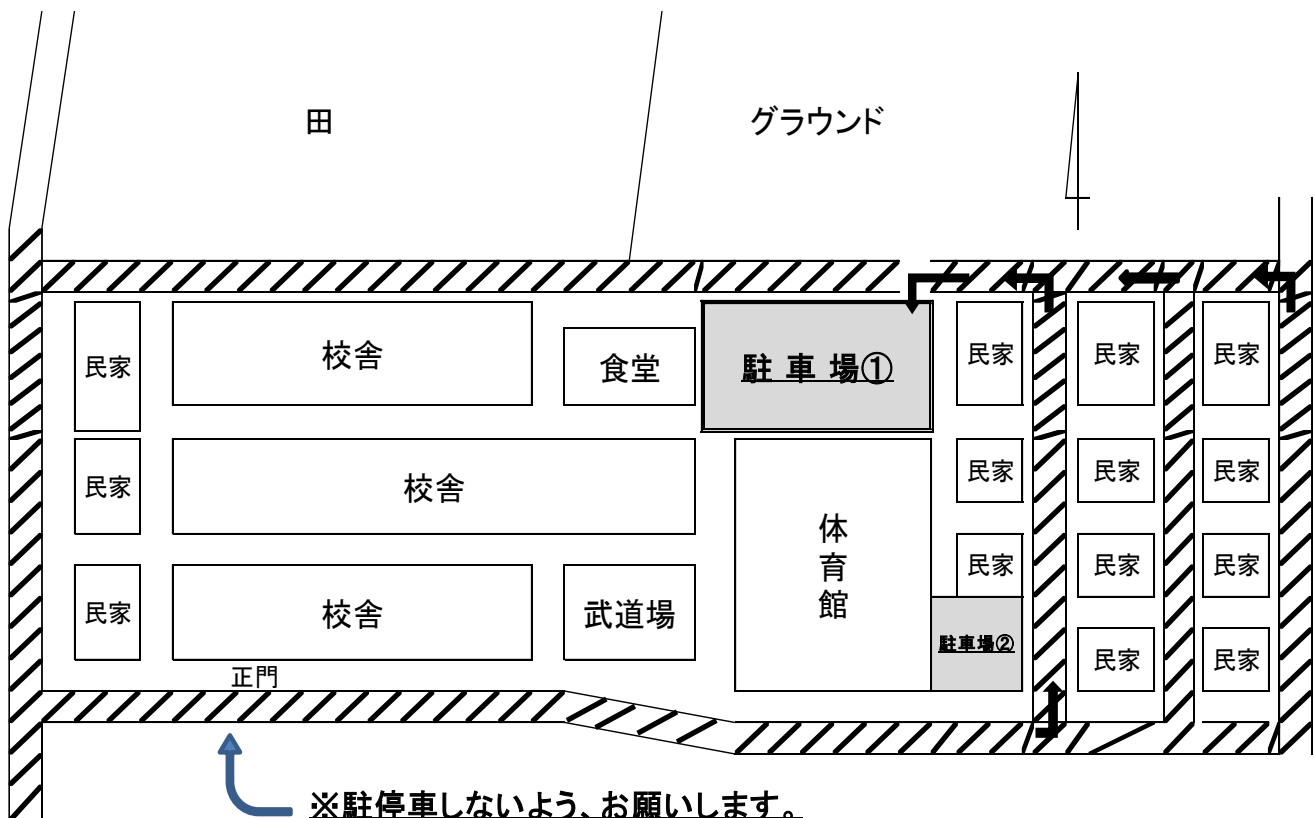 田
グラウンド
民家
校舎
食堂
駐 車 場①
民家
民家
民家
民家
校舎
体育館
民家
民家
民家
民家
民家
民家
民家
校舎
武道場
駐車場②
民家
民家
正門
※駐停車しないよう、お願いします。